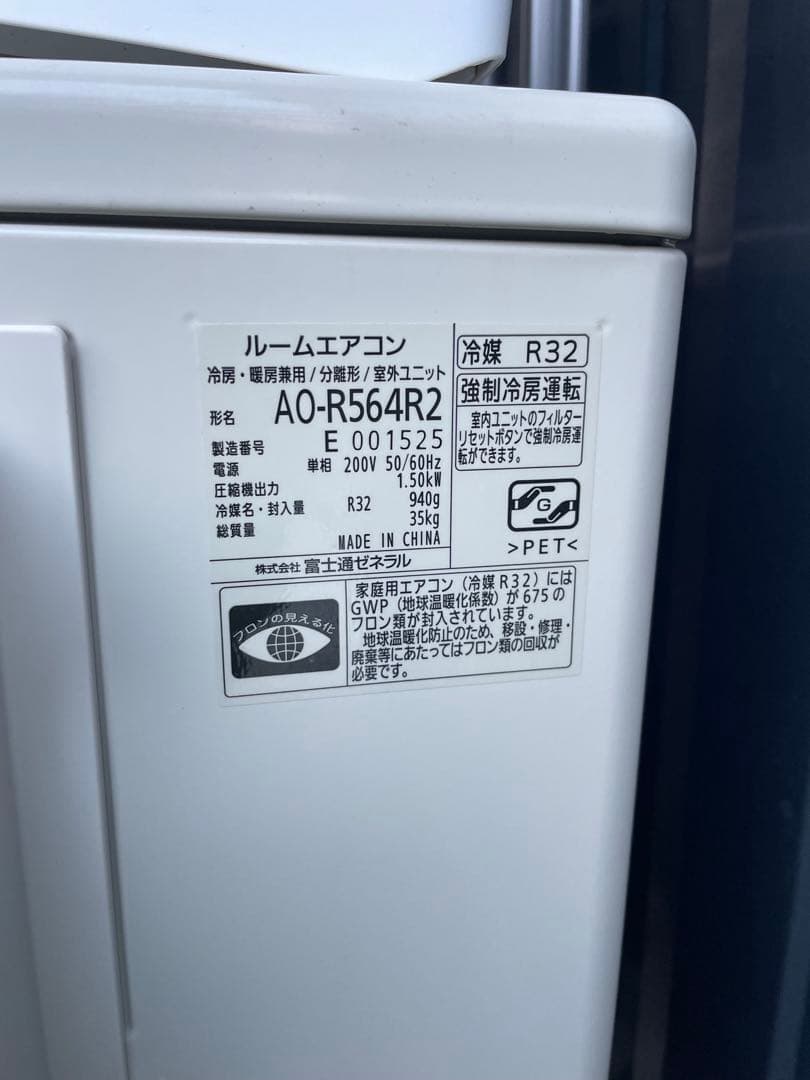 ルームエアコン
冷房・暖房兼用/分離形/室外ユニット
形名 AO-R564R2
製造番号 E 001525
電源 単相 200V 50/60Hz
圧縮機出力 1.50kW
冷媒名・封入量 R32 940g
総質量 35kg
MADE IN CHINA
株式会社 富士通ゼネラル
冷媒 R32
強制冷房運転
室内ユニットのフィルター
リセットボタンで強制冷房運
転ができます。
G
>PET<
フロンの見える化
家庭用エアコン（冷媒R32）には
GWP（地球温暖化係数）が675の
フロン類が封入されています。
地球温暖化防止のため、移設・修理・
廃棄等にあたってはフロン類の回収が
必要です。